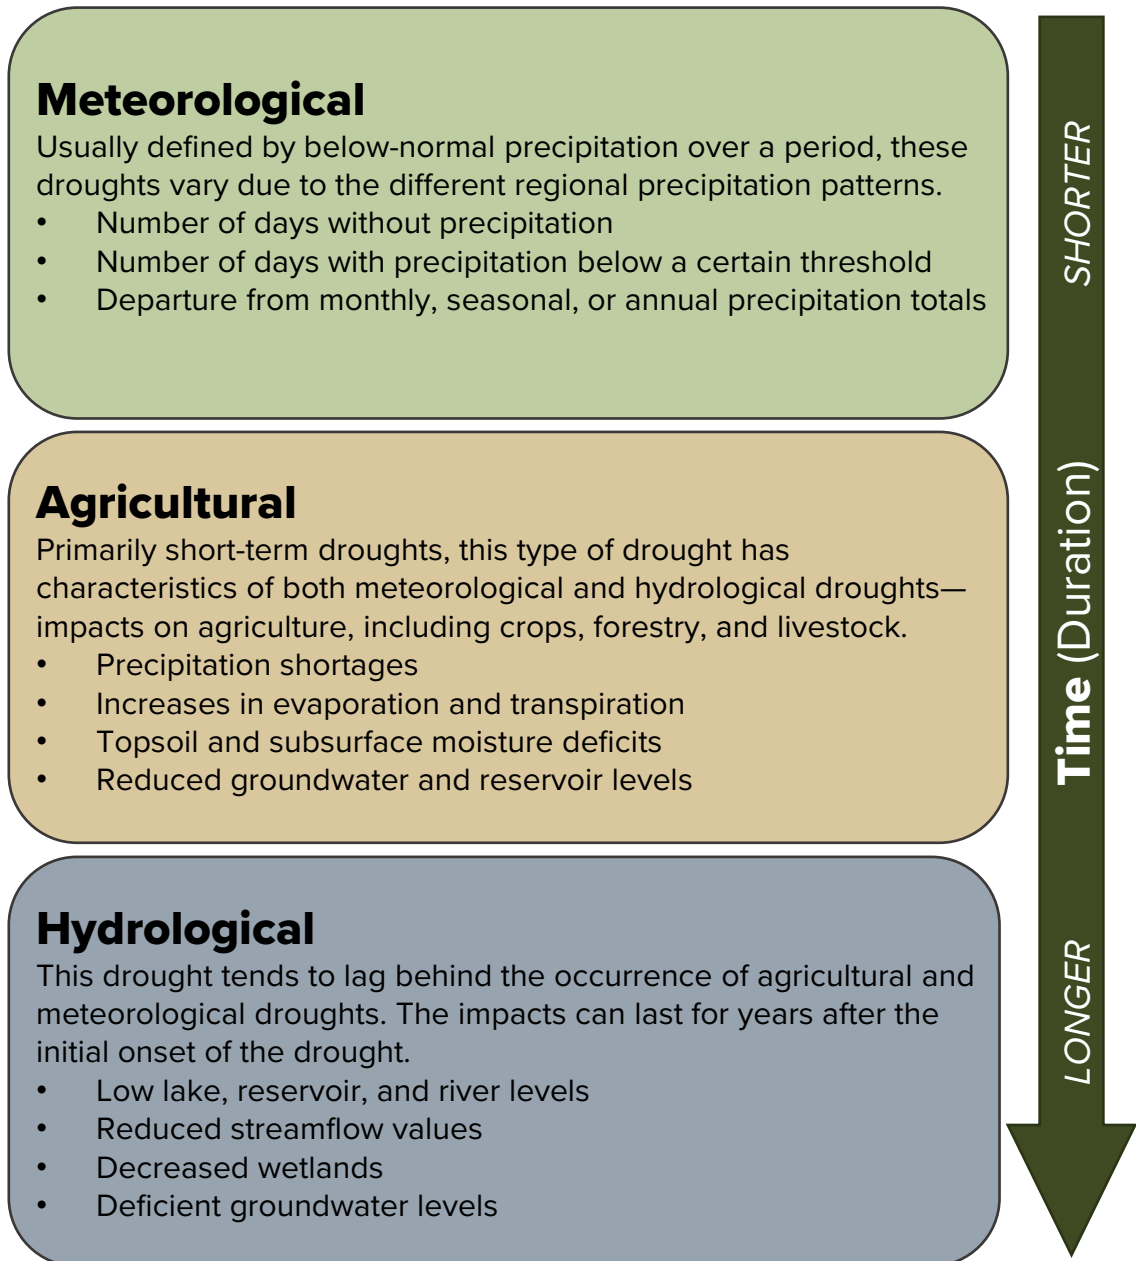 Meteorological
Usually defined by below-normal precipitation over a period, these
droughts vary due to the different regional precipitation patterns.
• Number of days without precipitation
• Number of days with precipitation below a certain threshold
• Departure from monthly, seasonal, or annual precipitation totals
Agricultural
Primarily short-term droughts, this type of drought has
characteristics of both meteorological and hydrological droughts—
impacts on agriculture, including crops, forestry, and livestock.
• Precipitation shortages
• Increases in evaporation and transpiration
• Topsoil and subsurface moisture deficits
• Reduced groundwater and reservoir levels
Hydrological
This drought tends to lag behind the occurrence of agricultural and
meteorological droughts. The impacts can last for years after the
initial onset of the drought.
• Low lake, reservoir, and river levels
• Reduced streamflow values
• Decreased wetlands
• Deficient groundwater levels
SHORTER
Time (Duration)
LONGER